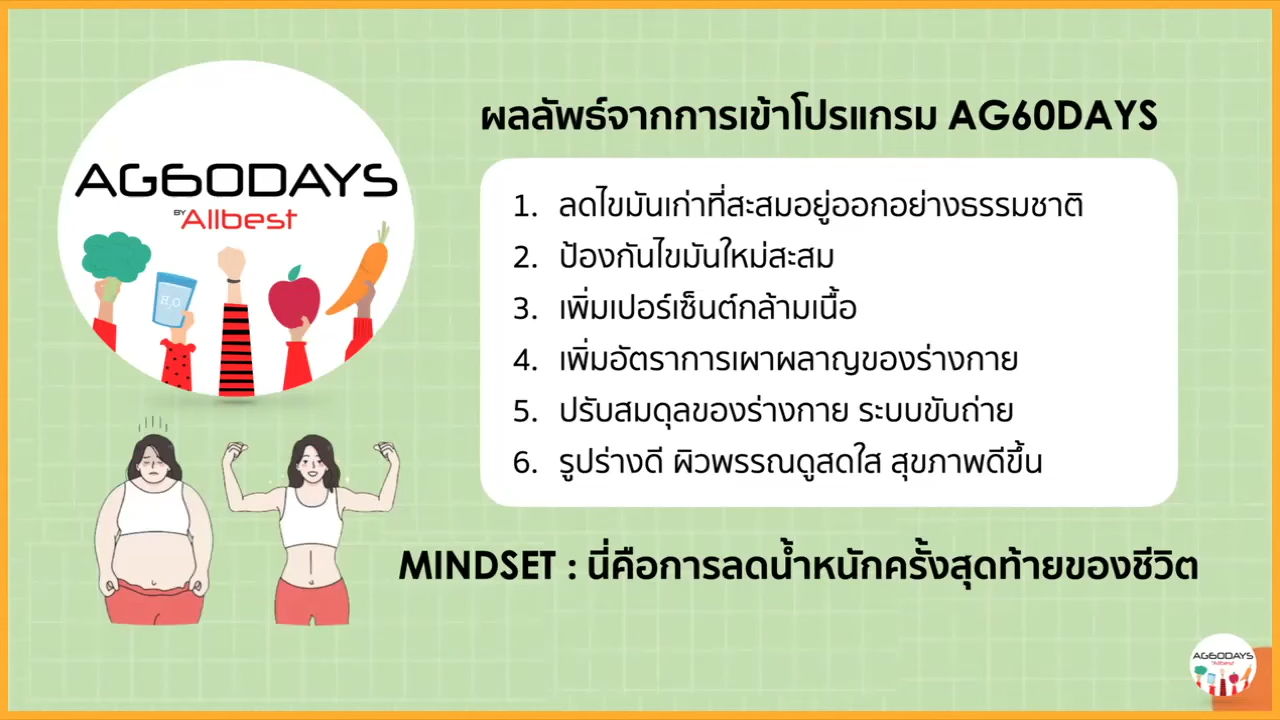 AG60DAYS
BY Allbest
H₂O
ผลลัพธ์จากการเข้าโปรแกรม AG60DAYS
1. ลดไขมันเก่าที่สะสมอยู่ออกอย่างธรรมชาติ
2. ป้องกันไขมันใหม่สะสม
3. เพิ่มเปอร์เซ็นต์กล้ามเนื้อ
4. เพิ่มอัตราการเผาผลาญของร่างกาย
5. ปรับสมดุลของร่างกาย ระบบขับถ่าย
6. รูปร่างดี ผิวพรรณดูสดใส สุขภาพดีขึ้น
MINDSET : นี่คือการลดน้ำหนักครั้งสุดท้ายของชีวิต
AG60DAYS
BY Allbest